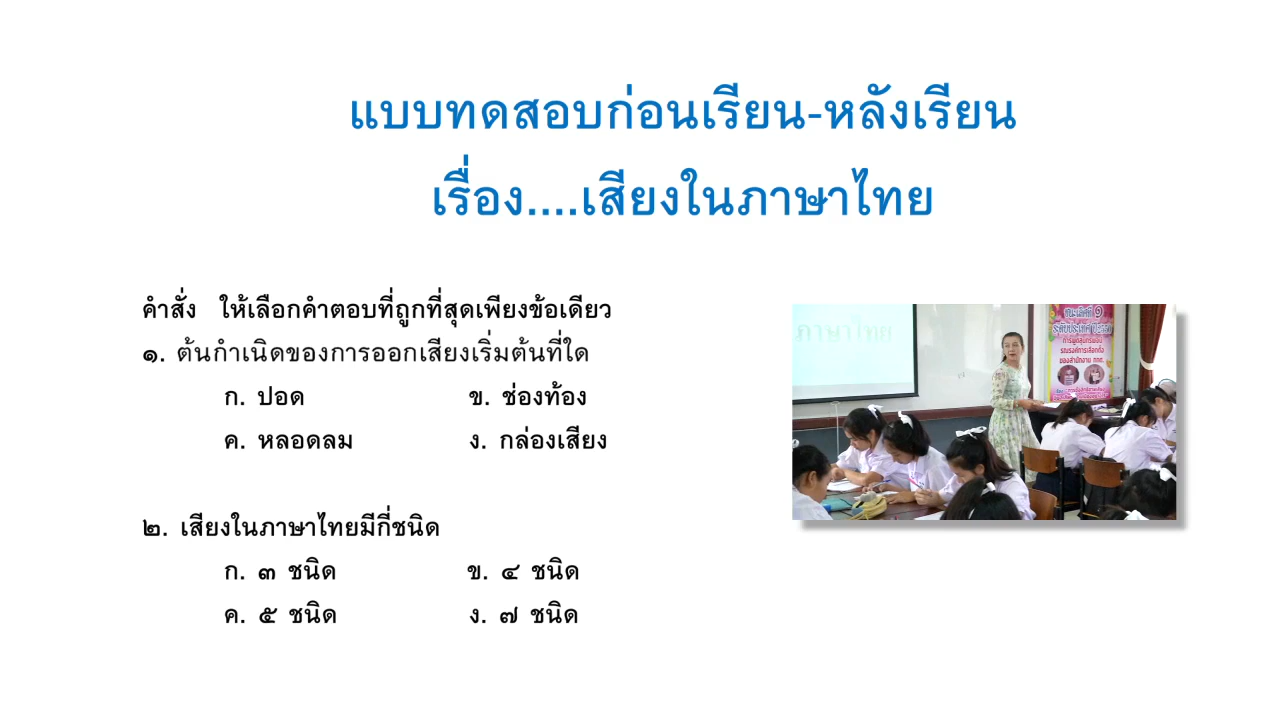 แบบทดสอบก่อนเรียน-หลังเรียน
เรื่อง....เสียงในภาษาไทย
คำสั่ง ให้เลือกคำตอบที่ถูกที่สุดเพียงข้อเดียว
๑. ต้นกำเนิดของการออกเสียงเริ่มต้นที่ใด
ก. ปอด ข. ช่องท้อง
ค. หลอดลม ง. กล่องเสียง
๒. เสียงในภาษาไทยมีกี่ชนิด
ก. ๓ ชนิด ข. ๔ ชนิด
ค. ๕ ชนิด ง. ๗ ชนิด
ภาษาไทย
ชนะเลิศที่ ๑